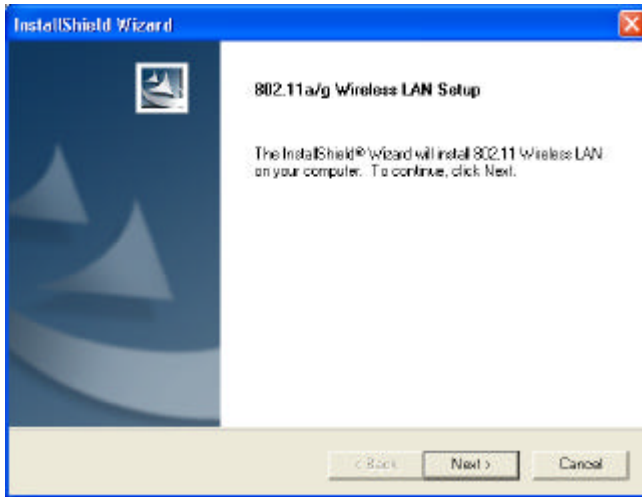 InstallShield Wizard
802.11a/g Wireless LAN Setup
The InstallShield® Wizard will install 802.11 Wireless LAN
on your computer. To continue, click Next.
< Back
Next >
Cancel